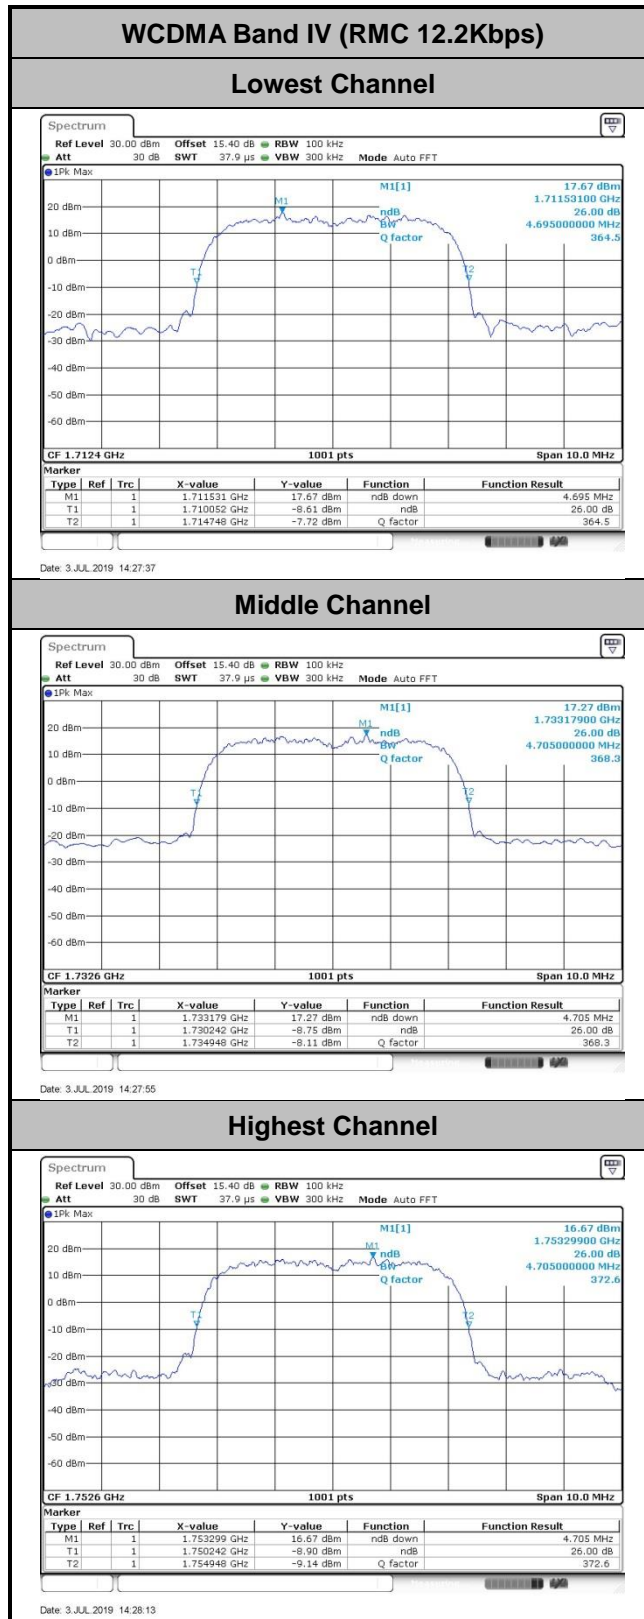 WCDMA Band IV (RMC 12.2Kbps)
Lowest Channel
Spectrum
Ref Level 30.00 dBm Offset 15.40 dB RBW 100 kHz
Att 30 dB SWT 37.9 µs VBW 300 kHz Mode Auto FFT
1Pk Max
M1[1] 17.67 dBm
1.71153100 GHz
ndB 26.00 dB
BW 4.695000000 MHz
Q factor 364.5
M1
T1
T2
20 dBm
10 dBm
0 dBm
-10 dBm
-20 dBm
-30 dBm
-40 dBm
-50 dBm
-60 dBm
CF 1.7124 GHz 1001 pts Span 10.0 MHz
Marker
Type Ref Trc X-value Y-value Function Function Result
M1 1 1.711531 GHz 17.67 dBm ndB down 4.695 MHz
T1 1 1.710052 GHz -8.61 dBm ndB 26.00 dB
T2 1 1.714748 GHz -7.72 dBm Q factor 364.5
Date: 3.JUL.2019 14:27:37
Middle Channel
Spectrum
Ref Level 30.00 dBm Offset 15.40 dB RBW 100 kHz
Att 30 dB SWT 37.9 µs VBW 300 kHz Mode Auto FFT
1Pk Max
M1[1] 17.27 dBm
1.73317900 GHz
ndB 26.00 dB
BW 4.705000000 MHz
Q factor 368.3
M1
T1
T2
20 dBm
10 dBm
0 dBm
-10 dBm
-20 dBm
-30 dBm
-40 dBm
-50 dBm
-60 dBm
CF 1.7326 GHz 1001 pts Span 10.0 MHz
Marker
Type Ref Trc X-value Y-value Function Function Result
M1 1 1.733179 GHz 17.27 dBm ndB down 4.705 MHz
T1 1 1.730242 GHz -8.75 dBm ndB 26.00 dB
T2 1 1.734948 GHz -8.11 dBm Q factor 368.3
Date: 3.JUL.2019 14:27:55
Highest Channel
Spectrum
Ref Level 30.00 dBm Offset 15.40 dB RBW 100 kHz
Att 30 dB SWT 37.9 µs VBW 300 kHz Mode Auto FFT
1Pk Max
M1[1] 16.67 dBm
1.75329900 GHz
ndB 26.00 dB
BW 4.705000000 MHz
Q factor 372.6
M1
T1
T2
20 dBm
10 dBm
0 dBm
-10 dBm
-20 dBm
-30 dBm
-40 dBm
-50 dBm
-60 dBm
CF 1.7526 GHz 1001 pts Span 10.0 MHz
Marker
Type Ref Trc X-value Y-value Function Function Result
M1 1 1.753299 GHz 16.67 dBm ndB down 4.705 MHz
T1 1 1.750242 GHz -8.90 dBm ndB 26.00 dB
T2 1 1.754948 GHz -9.14 dBm Q factor 372.6
Date: 3.JUL.2019 14:28:13